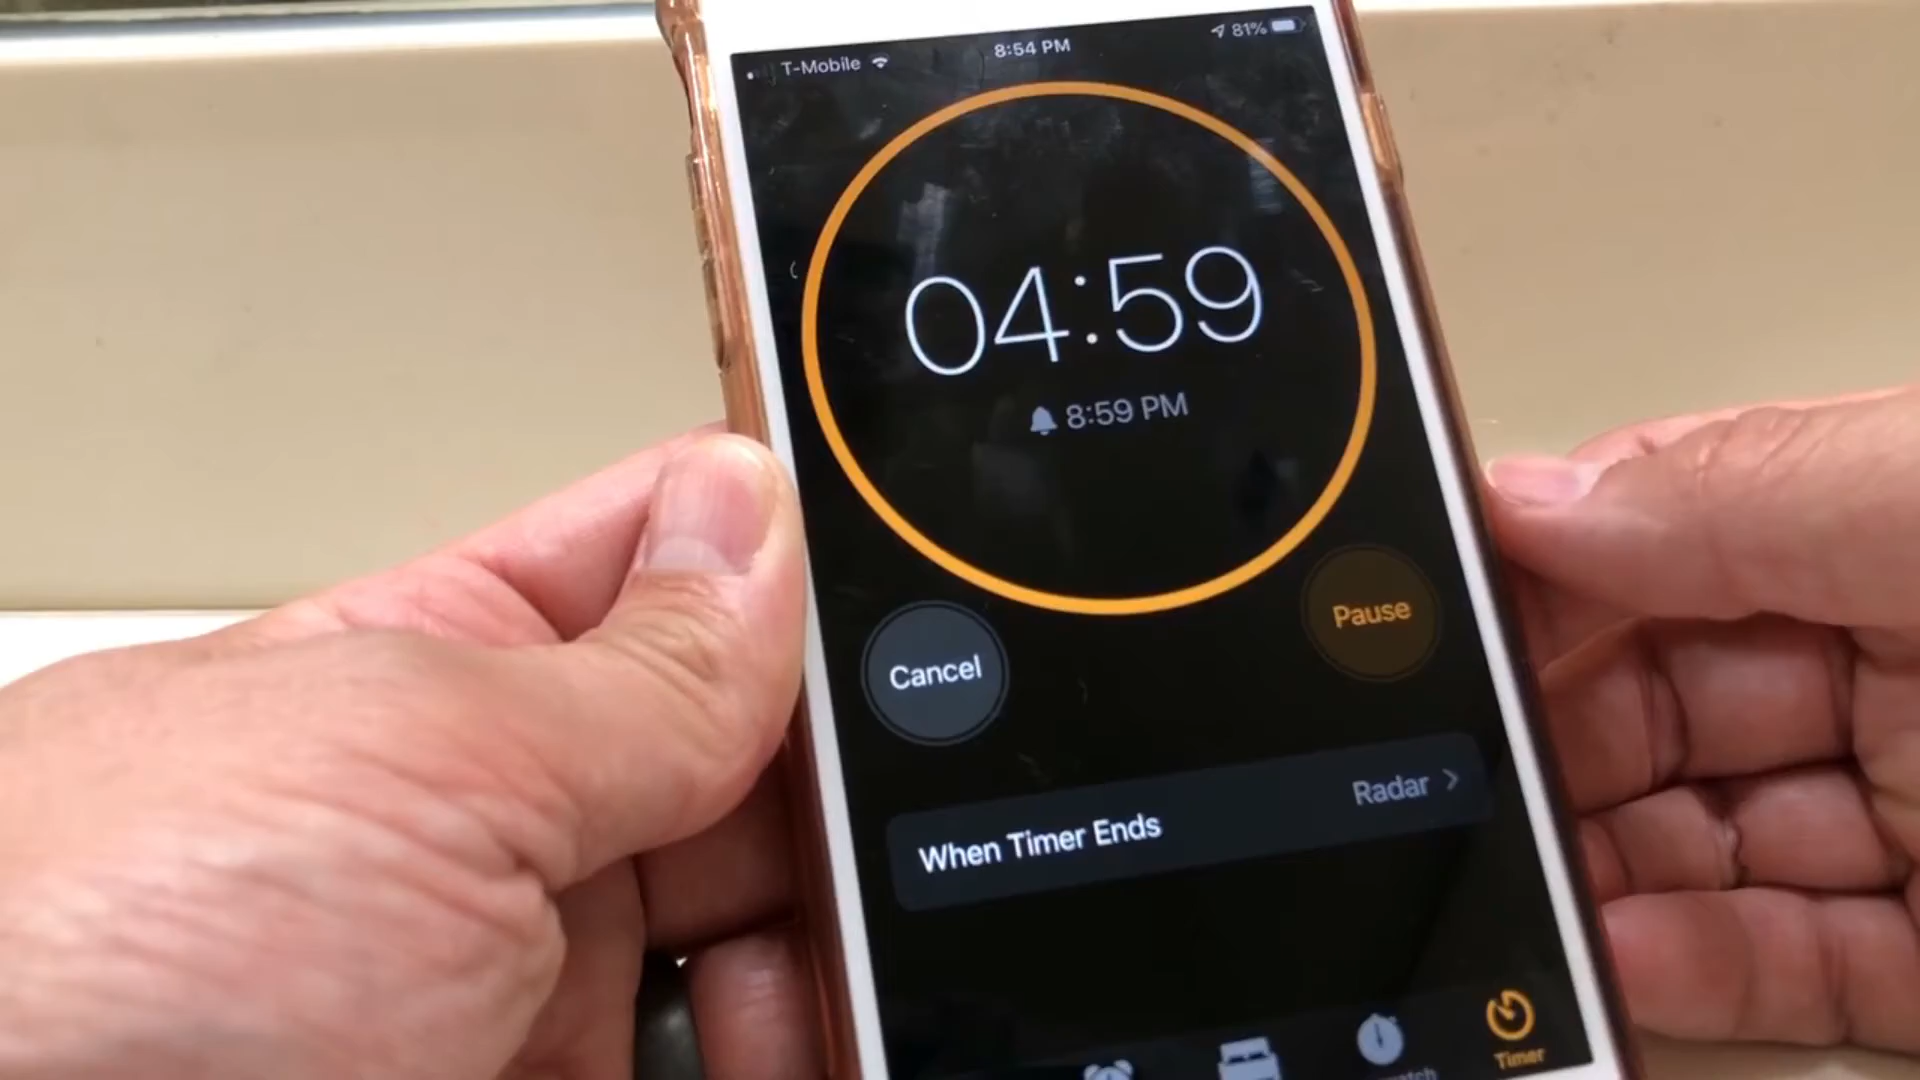 T-Mobile 8:54 PM 81%
04:59
8:59 PM
Cancel
Pause
When Timer Ends Radar
Timer